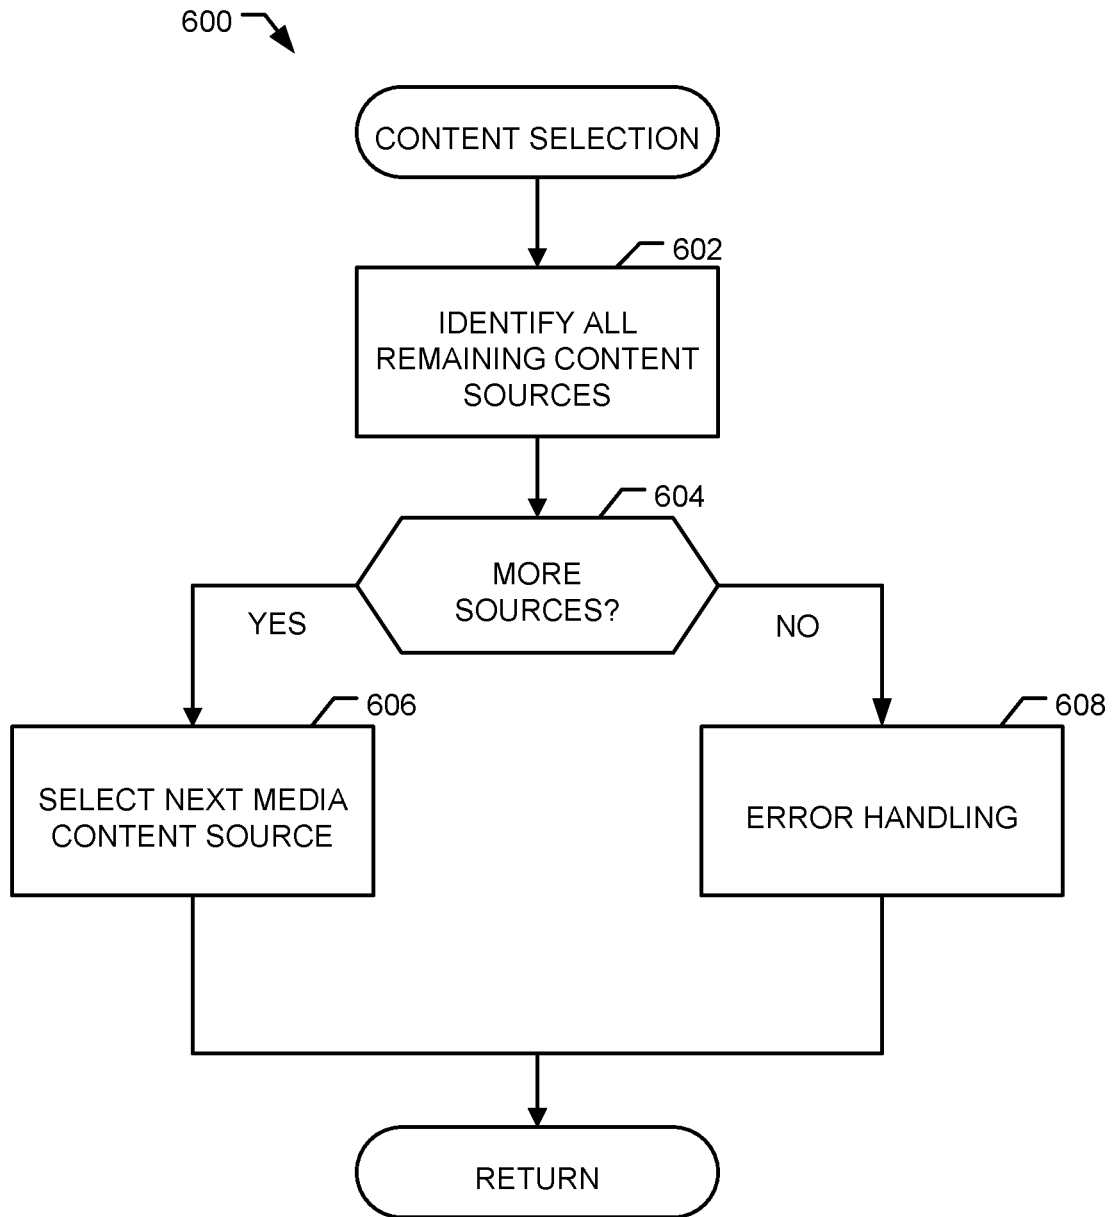 600
CONTENT SELECTION
602
IDENTIFY ALL
REMAINING CONTENT
SOURCES
604
MORE
SOURCES?
YES
NO
606
608
SELECT NEXT MEDIA
CONTENT SOURCE
ERROR HANDLING
RETURN